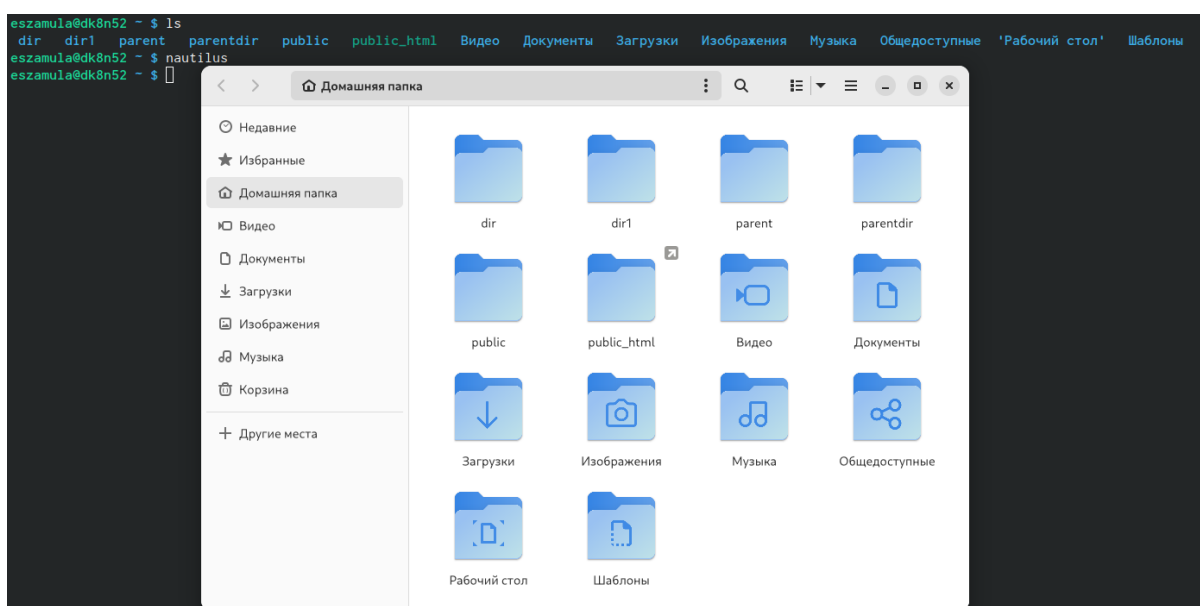 eszamula@dk8n52 ~ $ ls
dir dir1 parent parentdir public public_html Видео Документы Загрузки Изображения Музыка Общедоступные 'Рабочий стол' Шаблоны
eszamula@dk8n52 ~ $ nautilus
eszamula@dk8n52 ~ $
Домашняя папка
Недавние
Избранные
Домашняя папка
Видео
Документы
Загрузки
Изображения
Музыка
Корзина
Другие места
dir dir1 parent parentdir
public public_html Видео Документы
Загрузки Изображения Музыка Общедоступные
Рабочий стол Шаблоны